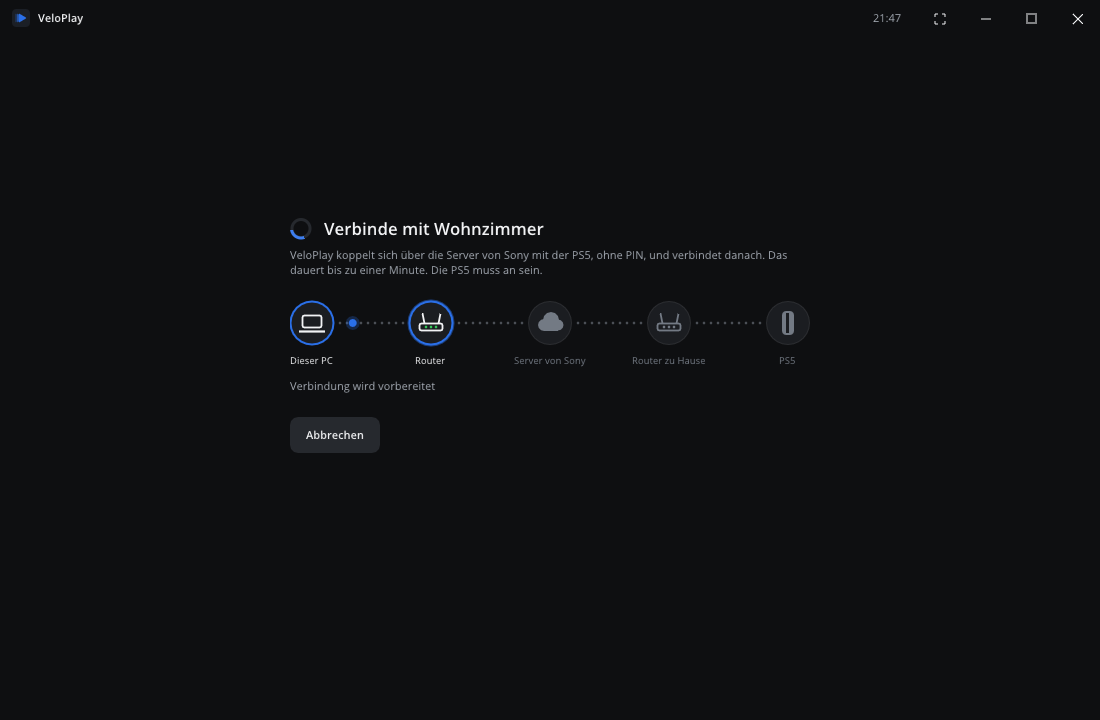 VeloPlay
21:47
Verbinde mit Wohnzimmer
VeloPlay koppelt sich über die Server von Sony mit der PS5, ohne PIN, und verbindet danach. Das
dauert bis zu einer Minute. Die PS5 muss an sein.
Dieser PC
Router
Server von Sony
Router zu Hause
PS5
Verbindung wird vorbereitet
Abbrechen